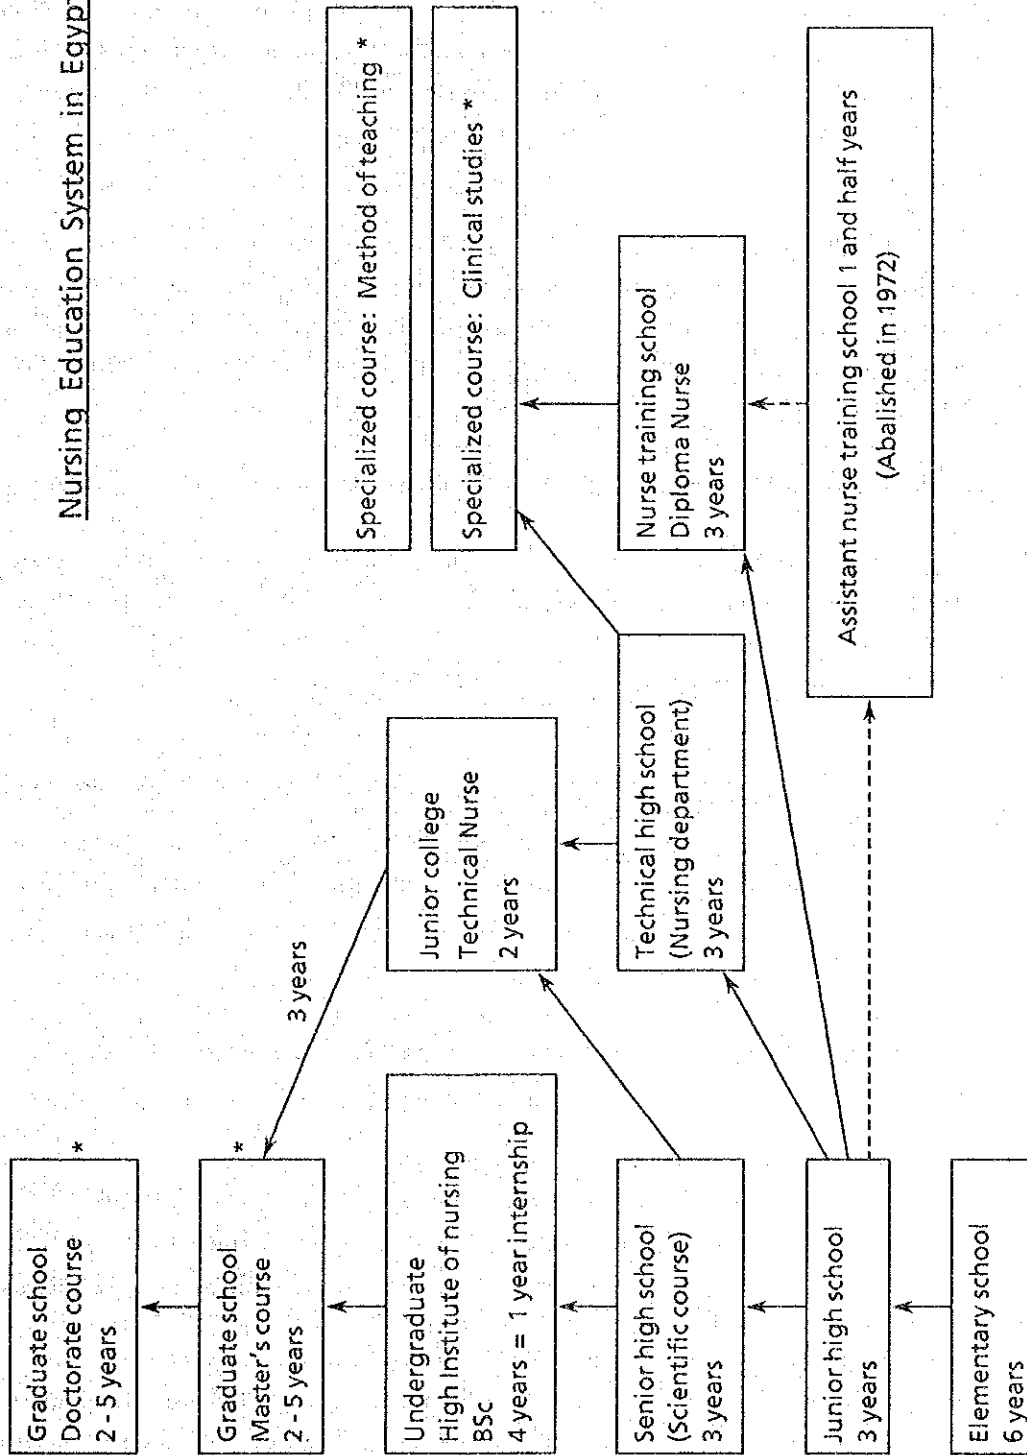 Nursing Education System in Egyp
Graduate school
Doctorate course
2 - 5 years
*
Graduate school
Master's course
2 - 5 years
*
3 years
Undergraduate
High Institute of nursing
BSc
4 years = 1 year internship
Junior college
Technical Nurse
2 years
Specialized course: Method of teaching *
Specialized course: Clinical studies *
Senior high school
(Scientific course)
3 years
Technical high school
(Nursing department)
3 years
Nurse training school
Diploma Nurse
3 years
Junior high school
3 years
Assistant nurse training school 1 and half years
(Abalished in 1972)
Elementary school
6 years